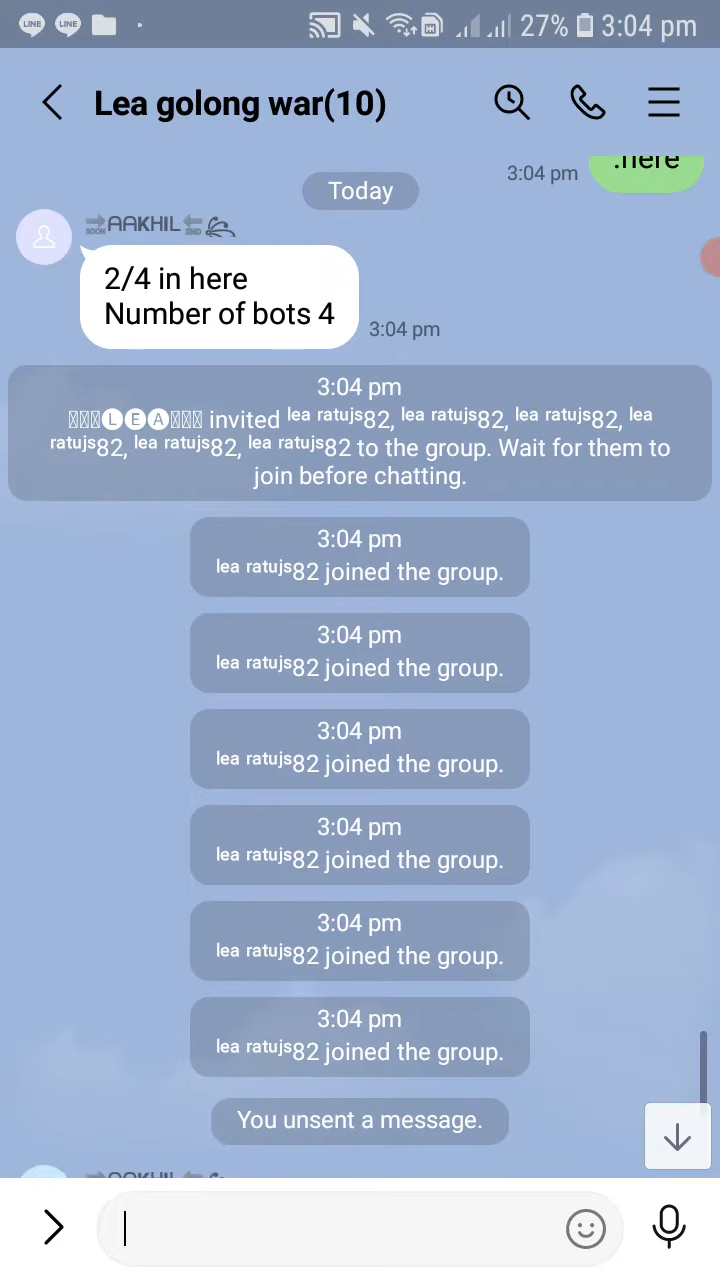 LINE LINE 27% 3:04 pm
Lea golong war(10)
3:04 pm .here
Today
🔜AAKHIL🔚
2/4 in here
Number of bots 4
3:04 pm
3:04 pm
🅛🅔🅐 invited ˡᵉᵃ ʳᵃᵗᵘʲˢ82, ˡᵉᵃ ʳᵃᵗᵘʲˢ82, ˡᵉᵃ ʳᵃᵗᵘʲˢ82, ˡᵉᵃ
ʳᵃᵗᵘʲˢ82, ˡᵉᵃ ʳᵃᵗᵘʲˢ82, ˡᵉᵃ ʳᵃᵗᵘʲˢ82 to the group. Wait for them to
join before chatting.
3:04 pm
ˡᵉᵃ ʳᵃᵗᵘʲˢ82 joined the group.
3:04 pm
ˡᵉᵃ ʳᵃᵗᵘʲˢ82 joined the group.
3:04 pm
ˡᵉᵃ ʳᵃᵗᵘʲˢ82 joined the group.
3:04 pm
ˡᵉᵃ ʳᵃᵗᵘʲˢ82 joined the group.
3:04 pm
ˡᵉᵃ ʳᵃᵗᵘʲˢ82 joined the group.
3:04 pm
ˡᵉᵃ ʳᵃᵗᵘʲˢ82 joined the group.
You unsent a message.